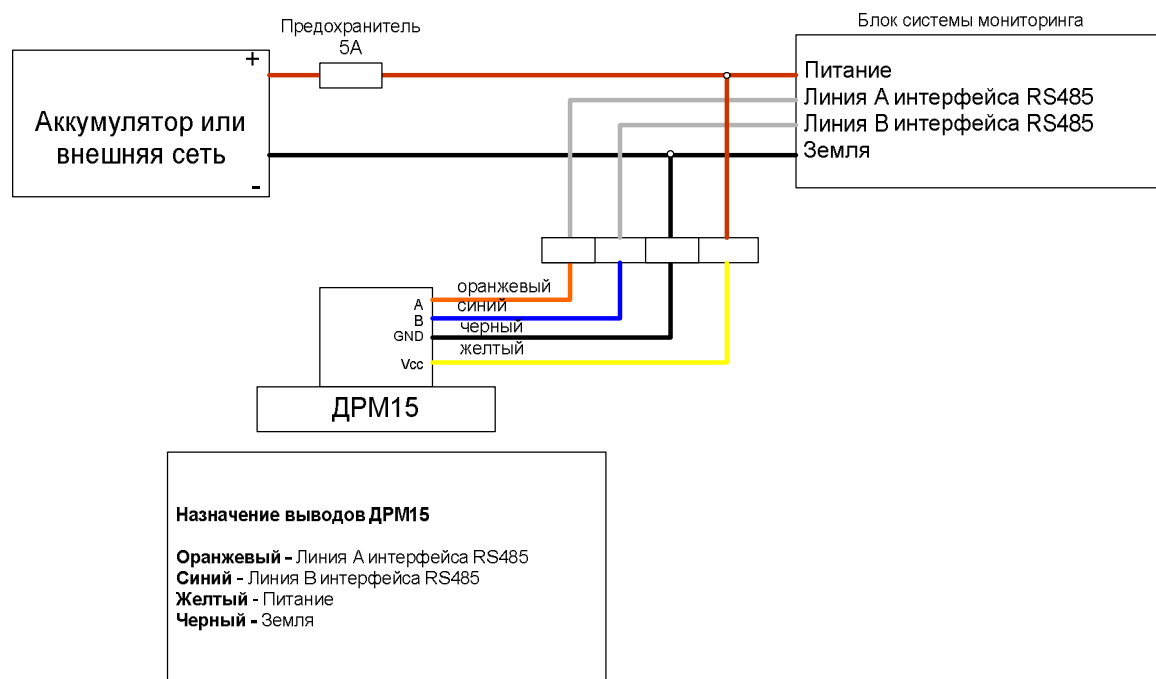 Предохранитель
5А
Блок системы мониторинга
+
Питание
Линия А интерфейса RS485
Аккумулятор или
внешняя сеть
Линия В интерфейса RS485
Земля
-
оранжевый
A
синий
B
черный
GND
желтый
Vcc
ДРМ15
Назначение выводов ДРМ15
Оранжевый - Линия А интерфейса RS485
Синий - Линия В интерфейса RS485
Желтый - Питание
Черный - Земля